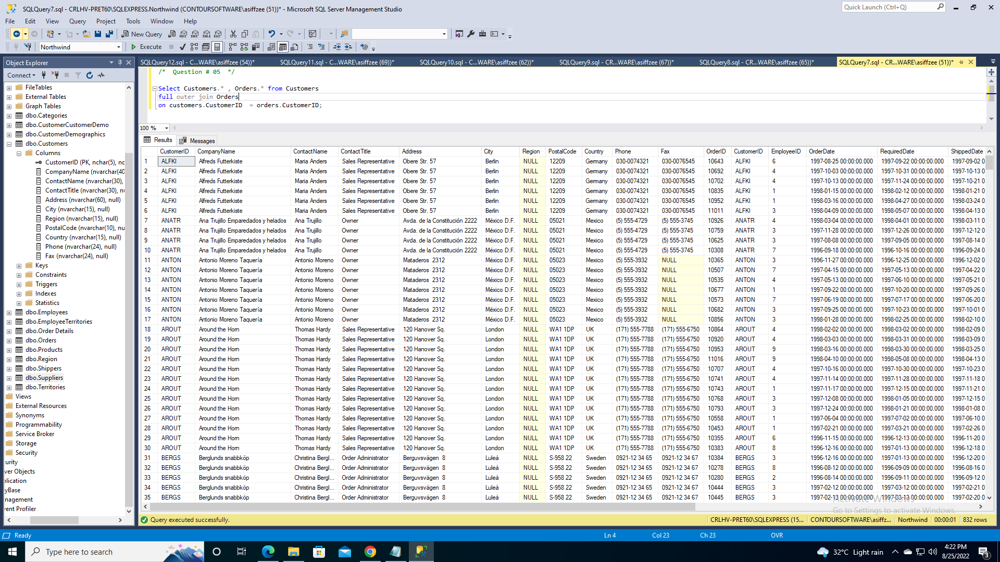 SQLQuery7.sql - CRLHV-PRET60\SQLEXPRESS.Northwind (CONTOURSOFTWARE\asiffzee (51))* - Microsoft SQL Server Management Studio
Quick Launch (Ctrl+Q)
File Edit View Query Project Tools Window Help
New Query
Northwind Execute
Object Explorer
Connect
FileTables
External Tables
Graph Tables
dbo.Categories
dbo.CustomerCustomerDemo
dbo.CustomerDemographics
dbo.Customers
Columns
CustomerID (PK, nchar(5), nc
CompanyName (nvarchar(40
ContactName (nvarchar(30),
ContactTitle (nvarchar(30), nu
Address (nvarchar(60), null)
City (nvarchar(15), null)
Region (nvarchar(15), null)
PostalCode (nvarchar(10), nu
Country (nvarchar(15), null)
Phone (nvarchar(24), null)
Fax (nvarchar(24), null)
Keys
Constraints
Triggers
Indexes
Statistics
dbo.Employees
dbo.EmployeeTerritories
dbo.Order Details
dbo.Orders
dbo.Products
dbo.Region
dbo.Shippers
dbo.Suppliers
dbo.Territories
Views
External Resources
Synonyms
Programmability
Service Broker
Storage
Security
urity
ver Objects
olication
yBase
nagement
vent Profiler
SQLQuery12.sql - C...WARE\asiffzee (54))* SQLQuery11.sql - C...WARE\asiffzee (69))* SQLQuery10.sql - C...WARE\asiffzee (62))* SQLQuery9.sql - CR...WARE\asiffzee (67))* SQLQuery8.sql - CR...WARE\asiffzee (65))* SQLQuery7.sql - CR...WARE\asiffzee (51))*
/* Question # 05 */
Select Customers.* , Orders.* from Customers
full outer join Orders
on customers.CustomerID = orders.CustomerID;
100 %
Results Messages
CustomerID CompanyName ContactName ContactTitle Address City Region PostalCode Country Phone Fax OrderID CustomerID EmployeeID OrderDate RequiredDate ShippedDate
1 ALFKI Alfreds Futterkiste Maria Anders Sales Representative Obere Str. 57 Berlin NULL 12209 Germany 030-0074321 030-0076545 10643 ALFKI 6 1997-08-25 00:00:00.000 1997-09-22 00:00:00.000 1997-09-02 0
2 ALFKI Alfreds Futterkiste Maria Anders Sales Representative Obere Str. 57 Berlin NULL 12209 Germany 030-0074321 030-0076545 10692 ALFKI 4 1997-10-03 00:00:00.000 1997-10-31 00:00:00.000 1997-10-13 0
3 ALFKI Alfreds Futterkiste Maria Anders Sales Representative Obere Str. 57 Berlin NULL 12209 Germany 030-0074321 030-0076545 10702 ALFKI 4 1997-10-13 00:00:00.000 1997-11-24 00:00:00.000 1997-10-21 0
4 ALFKI Alfreds Futterkiste Maria Anders Sales Representative Obere Str. 57 Berlin NULL 12209 Germany 030-0074321 030-0076545 10835 ALFKI 1 1998-01-15 00:00:00.000 1998-02-12 00:00:00.000 1998-01-21 0
5 ALFKI Alfreds Futterkiste Maria Anders Sales Representative Obere Str. 57 Berlin NULL 12209 Germany 030-0074321 030-0076545 10952 ALFKI 1 1998-03-16 00:00:00.000 1998-04-27 00:00:00.000 1998-03-24 0
6 ALFKI Alfreds Futterkiste Maria Anders Sales Representative Obere Str. 57 Berlin NULL 12209 Germany 030-0074321 030-0076545 11011 ALFKI 3 1998-04-09 00:00:00.000 1998-05-07 00:00:00.000 1998-04-13 0
7 ANATR Ana Trujillo Emparedados y helados Ana Trujillo Owner Avda. de la Constitución 2222 México D.F. NULL 05021 Mexico (5) 555-4729 (5) 555-3745 10926 ANATR 4 1998-03-04 00:00:00.000 1998-04-01 00:00:00.000 1998-03-11 0
8 ANATR Ana Trujillo Emparedados y helados Ana Trujillo Owner Avda. de la Constitución 2222 México D.F. NULL 05021 Mexico (5) 555-4729 (5) 555-3745 10759 ANATR 3 1997-11-28 00:00:00.000 1997-12-26 00:00:00.000 1997-12-12 0
9 ANATR Ana Trujillo Emparedados y helados Ana Trujillo Owner Avda. de la Constitución 2222 México D.F. NULL 05021 Mexico (5) 555-4729 (5) 555-3745 10625 ANATR 3 1997-08-08 00:00:00.000 1997-09-05 00:00:00.000 1997-08-14 0
10 ANATR Ana Trujillo Emparedados y helados Ana Trujillo Owner Avda. de la Constitución 2222 México D.F. NULL 05021 Mexico (5) 555-4729 (5) 555-3745 10308 ANATR 7 1996-09-18 00:00:00.000 1996-10-16 00:00:00.000 1996-09-24 0
11 ANTON Antonio Moreno Taquería Antonio Moreno Owner Mataderos 2312 México D.F. NULL 05023 Mexico (5) 555-3932 NULL 10365 ANTON 3 1996-11-27 00:00:00.000 1996-12-25 00:00:00.000 1996-12-02 0
12 ANTON Antonio Moreno Taquería Antonio Moreno Owner Mataderos 2312 México D.F. NULL 05023 Mexico (5) 555-3932 NULL 10507 ANTON 7 1997-04-15 00:00:00.000 1997-05-13 00:00:00.000 1997-04-22 0
13 ANTON Antonio Moreno Taquería Antonio Moreno Owner Mataderos 2312 México D.F. NULL 05023 Mexico (5) 555-3932 NULL 10535 ANTON 4 1997-05-13 00:00:00.000 1997-06-10 00:00:00.000 1997-05-21 0
14 ANTON Antonio Moreno Taquería Antonio Moreno Owner Mataderos 2312 México D.F. NULL 05023 Mexico (5) 555-3932 NULL 10677 ANTON 1 1997-09-22 00:00:00.000 1997-10-20 00:00:00.000 1997-09-26 0
15 ANTON Antonio Moreno Taquería Antonio Moreno Owner Mataderos 2312 México D.F. NULL 05023 Mexico (5) 555-3932 NULL 10573 ANTON 7 1997-06-19 00:00:00.000 1997-07-17 00:00:00.000 1997-06-20 0
16 ANTON Antonio Moreno Taquería Antonio Moreno Owner Mataderos 2312 México D.F. NULL 05023 Mexico (5) 555-3932 NULL 10682 ANTON 3 1997-09-25 00:00:00.000 1997-10-23 00:00:00.000 1997-10-01 0
17 ANTON Antonio Moreno Taquería Antonio Moreno Owner Mataderos 2312 México D.F. NULL 05023 Mexico (5) 555-3932 NULL 10856 ANTON 3 1998-01-28 00:00:00.000 1998-02-25 00:00:00.000 1998-02-10 0
18 AROUT Around the Horn Thomas Hardy Sales Representative 120 Hanover Sq. London NULL WA1 1DP UK (171) 555-7788 (171) 555-6750 10864 AROUT 4 1998-02-02 00:00:00.000 1998-03-02 00:00:00.000 1998-02-09 0
19 AROUT Around the Horn Thomas Hardy Sales Representative 120 Hanover Sq. London NULL WA1 1DP UK (171) 555-7788 (171) 555-6750 10920 AROUT 4 1998-03-03 00:00:00.000 1998-03-31 00:00:00.000 1998-03-09 0
20 AROUT Around the Horn Thomas Hardy Sales Representative 120 Hanover Sq. London NULL WA1 1DP UK (171) 555-7788 (171) 555-6750 10953 AROUT 9 1998-03-16 00:00:00.000 1998-03-30 00:00:00.000 1998-03-25 0
21 AROUT Around the Horn Thomas Hardy Sales Representative 120 Hanover Sq. London NULL WA1 1DP UK (171) 555-7788 (171) 555-6750 11016 AROUT 9 1998-04-10 00:00:00.000 1998-05-08 00:00:00.000 1998-04-13 0
22 AROUT Around the Horn Thomas Hardy Sales Representative 120 Hanover Sq. London NULL WA1 1DP UK (171) 555-7788 (171) 555-6750 10707 AROUT 4 1997-10-16 00:00:00.000 1997-10-30 00:00:00.000 1997-10-23 0
23 AROUT Around the Horn Thomas Hardy Sales Representative 120 Hanover Sq. London NULL WA1 1DP UK (171) 555-7788 (171) 555-6750 10741 AROUT 4 1997-11-14 00:00:00.000 1997-11-28 00:00:00.000 1997-11-18 0
24 AROUT Around the Horn Thomas Hardy Sales Representative 120 Hanover Sq. London NULL WA1 1DP UK (171) 555-7788 (171) 555-6750 10743 AROUT 1 1997-11-17 00:00:00.000 1997-12-15 00:00:00.000 1997-11-21 0
25 AROUT Around the Horn Thomas Hardy Sales Representative 120 Hanover Sq. London NULL WA1 1DP UK (171) 555-7788 (171) 555-6750 10768 AROUT 3 1997-12-08 00:00:00.000 1998-01-05 00:00:00.000 1997-12-15 0
26 AROUT Around the Horn Thomas Hardy Sales Representative 120 Hanover Sq. London NULL WA1 1DP UK (171) 555-7788 (171) 555-6750 10793 AROUT 3 1997-12-24 00:00:00.000 1998-01-21 00:00:00.000 1998-01-08 0
27 AROUT Around the Horn Thomas Hardy Sales Representative 120 Hanover Sq. London NULL WA1 1DP UK (171) 555-7788 (171) 555-6750 10558 AROUT 1 1997-06-04 00:00:00.000 1997-07-02 00:00:00.000 1997-06-10 0
28 AROUT Around the Horn Thomas Hardy Sales Representative 120 Hanover Sq. London NULL WA1 1DP UK (171) 555-7788 (171) 555-6750 10453 AROUT 1 1997-02-21 00:00:00.000 1997-03-21 00:00:00.000 1997-02-26 0
29 AROUT Around the Horn Thomas Hardy Sales Representative 120 Hanover Sq. London NULL WA1 1DP UK (171) 555-7788 (171) 555-6750 10355 AROUT 6 1996-11-15 00:00:00.000 1996-12-13 00:00:00.000 1996-11-20 0
30 AROUT Around the Horn Thomas Hardy Sales Representative 120 Hanover Sq. London NULL WA1 1DP UK (171) 555-7788 (171) 555-6750 10383 AROUT 8 1996-12-16 00:00:00.000 1997-01-13 00:00:00.000 1996-12-18 0
31 BERGS Berglunds snabbköp Christina Bergl... Order Administrator Berguvsvägen 8 Luleå NULL S-958 22 Sweden 0921-12 34 65 0921-12 34 67 10384 BERGS 3 1996-12-16 00:00:00.000 1997-01-13 00:00:00.000 1996-12-20 0
32 BERGS Berglunds snabbköp Christina Bergl... Order Administrator Berguvsvägen 8 Luleå NULL S-958 22 Sweden 0921-12 34 65 0921-12 34 67 10278 BERGS 8 1996-08-12 00:00:00.000 1996-09-09 00:00:00.000 1996-08-16 0
33 BERGS Berglunds snabbköp Christina Bergl... Order Administrator Berguvsvägen 8 Luleå NULL S-958 22 Sweden 0921-12 34 65 0921-12 34 67 10280 BERGS 2 1996-08-14 00:00:00.000 1996-09-11 00:00:00.000 1996-09-12 0
34 BERGS Berglunds snabbköp Christina Bergl... Order Administrator Berguvsvägen 8 Luleå NULL S-958 22 Sweden 0921-12 34 65 0921-12 34 67 10444 BERGS 3 1997-02-12 00:00:00.000 1997-03-12 00:00:00.000 1997-02-21 0
35 BERGS Berglunds snabbköp Christina Bergl... Order Administrator Berguvsvägen 8 Luleå NULL S-958 22 Sweden 0921-12 34 65 0921-12 34 67 10445 BERGS 3 1997-02-13 00:00:00.000 1997-03-13 00:00:00.000 1997-02-20 0
Activate Windows
Go to Settings to activate Windows.
Query executed successfully. CRLHV-PRET60\SQLEXPRESS (15... CONTOURSOFTWARE\asiffz... Northwind 00:00:01 832 rows
Ready Ln 4 Col 23 Ch 23 OVR
Type here to search 32°C Light rain 4:22 PM
8/25/2022 3